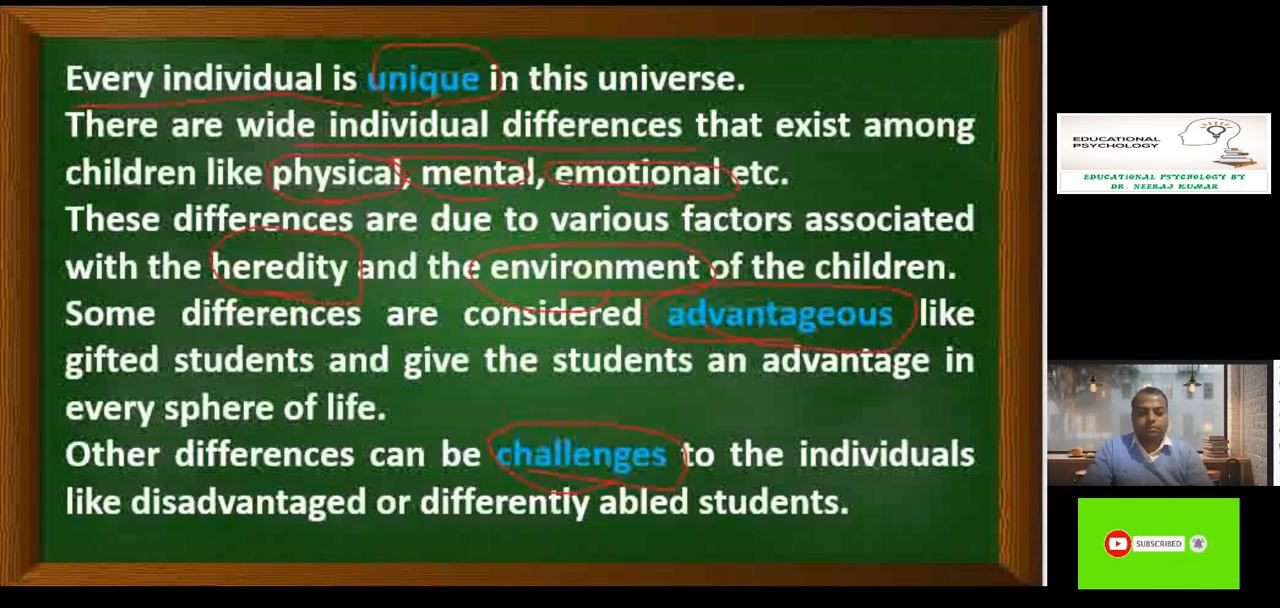 Every individual is unique in this universe.
There are wide individual differences that exist among
children like physical, mental, emotional etc.
These differences are due to various factors associated
with the heredity and the environment of the children.
Some differences are considered advantageous like
gifted students and give the students an advantage in
every sphere of life.
Other differences can be challenges to the individuals
like disadvantaged or differently abled students.
EDUCATIONAL
PSYCHOLOGY
EDUCATIONAL PSYCHOLOGY BY
DR. NEERAJ KUMAR
SUBSCRIBED